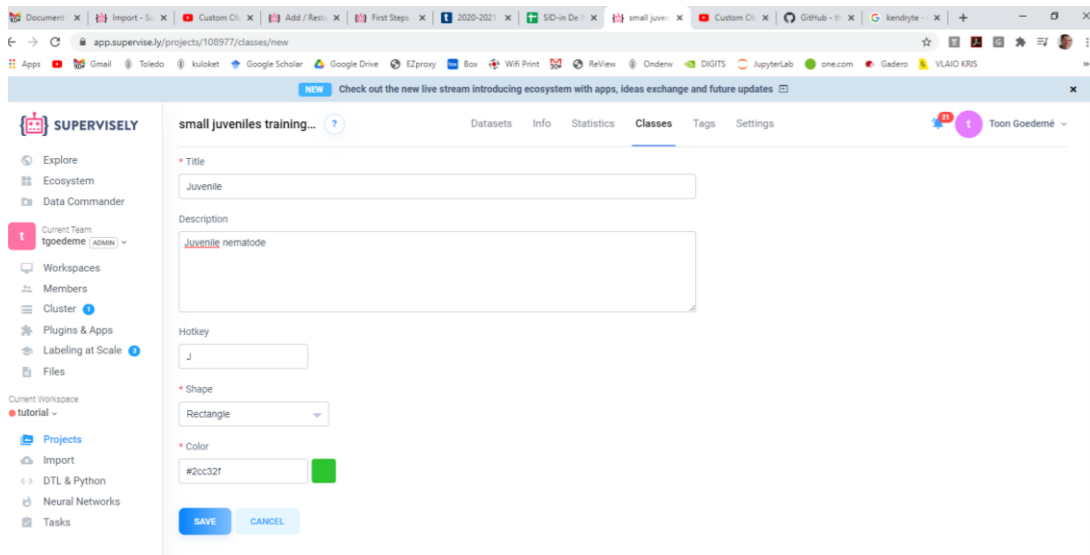 Document
Import - Su
Custom Ob
Add / Resto
First Steps
2020-2021
SID-in De
small juven
Custom Ob
GitHub - th
kendryte -
app.supervise.ly/projects/108977/classes/new
Apps Gmail Toledo kuloket Google Scholar Google Drive EZproxy Box Wifi Print ReView Onderw DIGITS JupyterLab one.com Gadero VLAIO KRIS
NEW Check out the new live stream introducing ecosystem with apps, ideas exchange and future updates
SUPERVISELY
small juveniles training... ?
Datasets Info Statistics Classes Tags Settings
21 t Toon Goedemé
Explore
Ecosystem
Data Commander
t
Current Team
tgoedeme ADMIN
Workspaces
Members
Cluster 1
Plugins & Apps
Labeling at Scale 3
Files
Current Workspace
tutorial
Projects
Import
DTL & Python
Neural Networks
Tasks
* Title
Juvenile
Description
Juvenile nematode
Hotkey
J
* Shape
Rectangle
* Color
#2cc32f
SAVE CANCEL